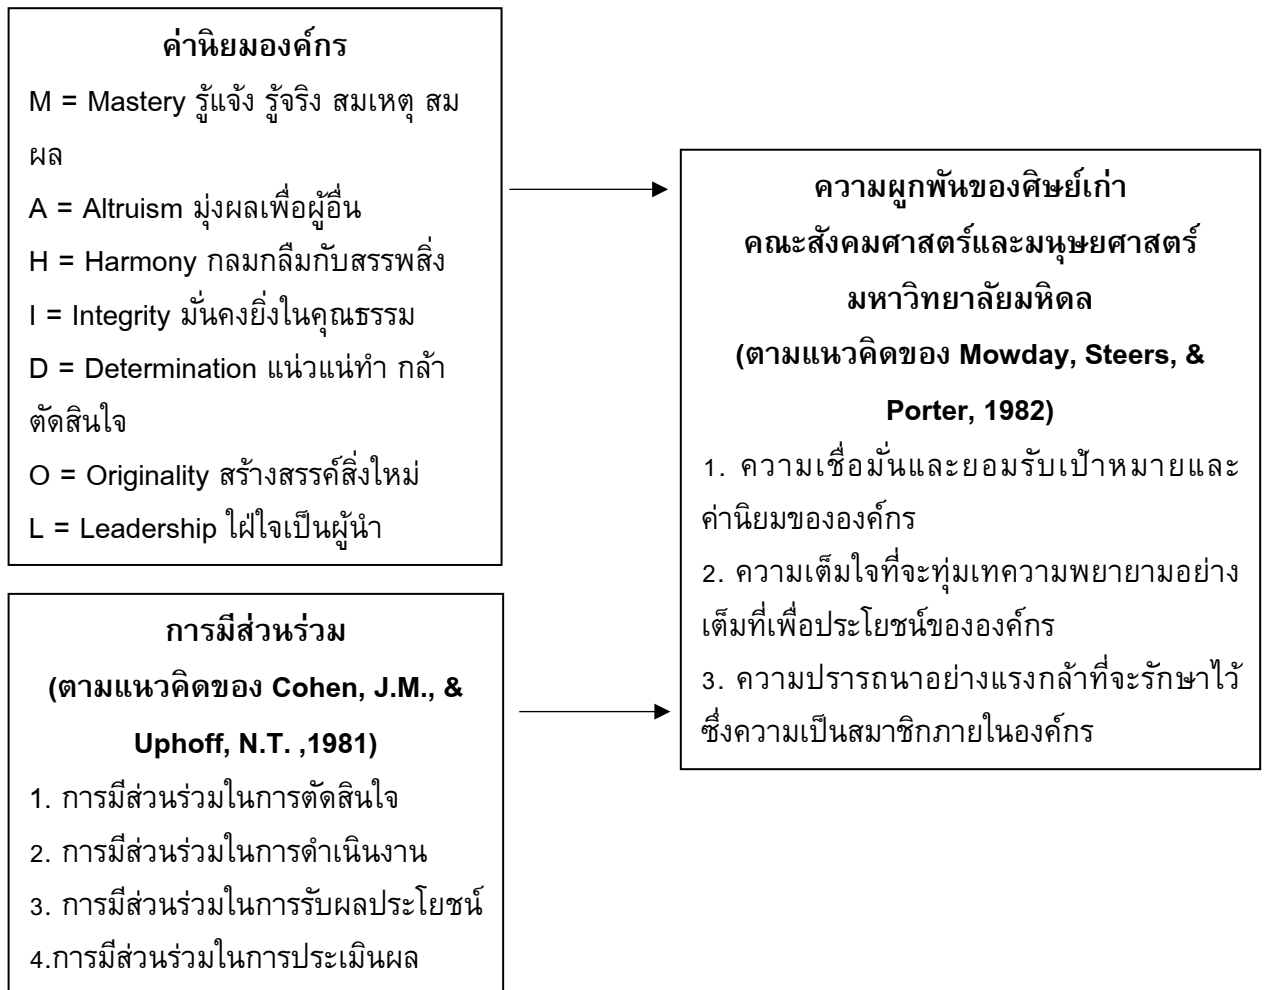 ค่านิยมองค์กร
M = Mastery รู้แจ้ง รู้จริง สมเหตุ สม
ผล
A = Altruism มุ่งผลเพื่อผู้อื่น
H = Harmony กลมกลืมกับสรรพสิ่ง
I = Integrity มั่นคงยิ่งในคุณธรรม
D = Determination แน่วแน่ทำ กล้า
ตัดสินใจ
O = Originality สร้างสรรค์สิ่งใหม่
L = Leadership ใฝ่ใจเป็นผู้นำ
การมีส่วนร่วม
(ตามแนวคิดของ Cohen, J.M., &
Uphoff, N.T. ,1981)
1. การมีส่วนร่วมในการตัดสินใจ
2. การมีส่วนร่วมในการดำเนินงาน
3. การมีส่วนร่วมในการรับผลประโยชน์
4.การมีส่วนร่วมในการประเมินผล
ความผูกพันของศิษย์เก่า
คณะสังคมศาสตร์และมนุษยศาสตร์
มหาวิทยาลัยมหิดล
(ตามแนวคิดของ Mowday, Steers, &
Porter, 1982)
1. ความเชื่อมั่นและยอมรับเป้าหมายและ
ค่านิยมขององค์กร
2. ความเต็มใจที่จะทุ่มเทความพยายามอย่าง
เต็มที่เพื่อประโยชน์ขององค์กร
3. ความปรารถนาอย่างแรงกล้าที่จะรักษาไว้
ซึ่งความเป็นสมาชิกภายในองค์กร